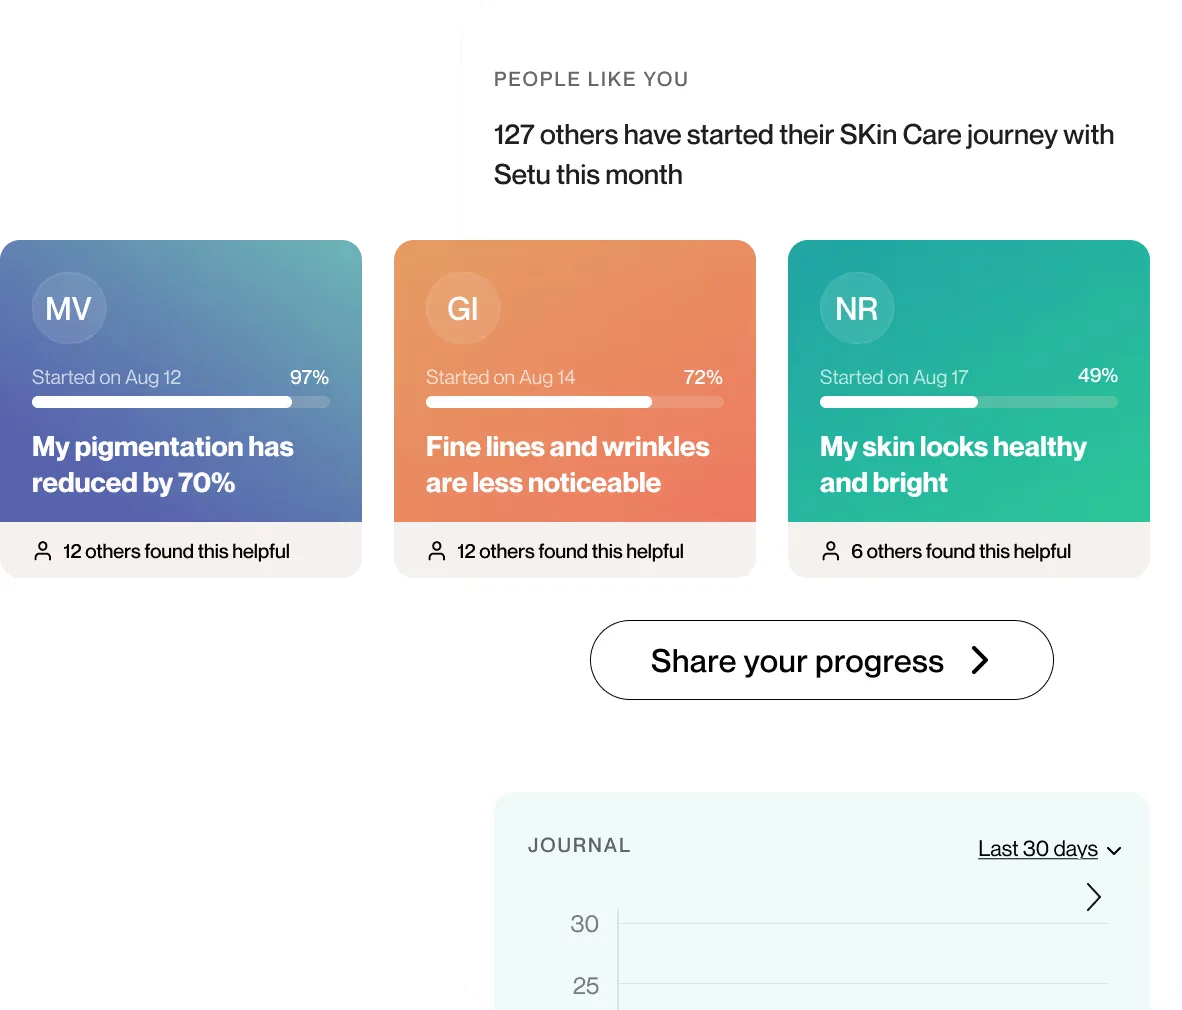 PEOPLE LIKE YOU
127 others have started their SKin Care journey with
Setu this month
MV
Started on Aug 12 97%
My pigmentation has
reduced by 70%
12 others found this helpful
GI
Started on Aug 14 72%
Fine lines and wrinkles
are less noticeable
12 others found this helpful
NR
Started on Aug 17 49%
My skin looks healthy
and bright
6 others found this helpful
Share your progress
JOURNAL
Last 30 days
30
25